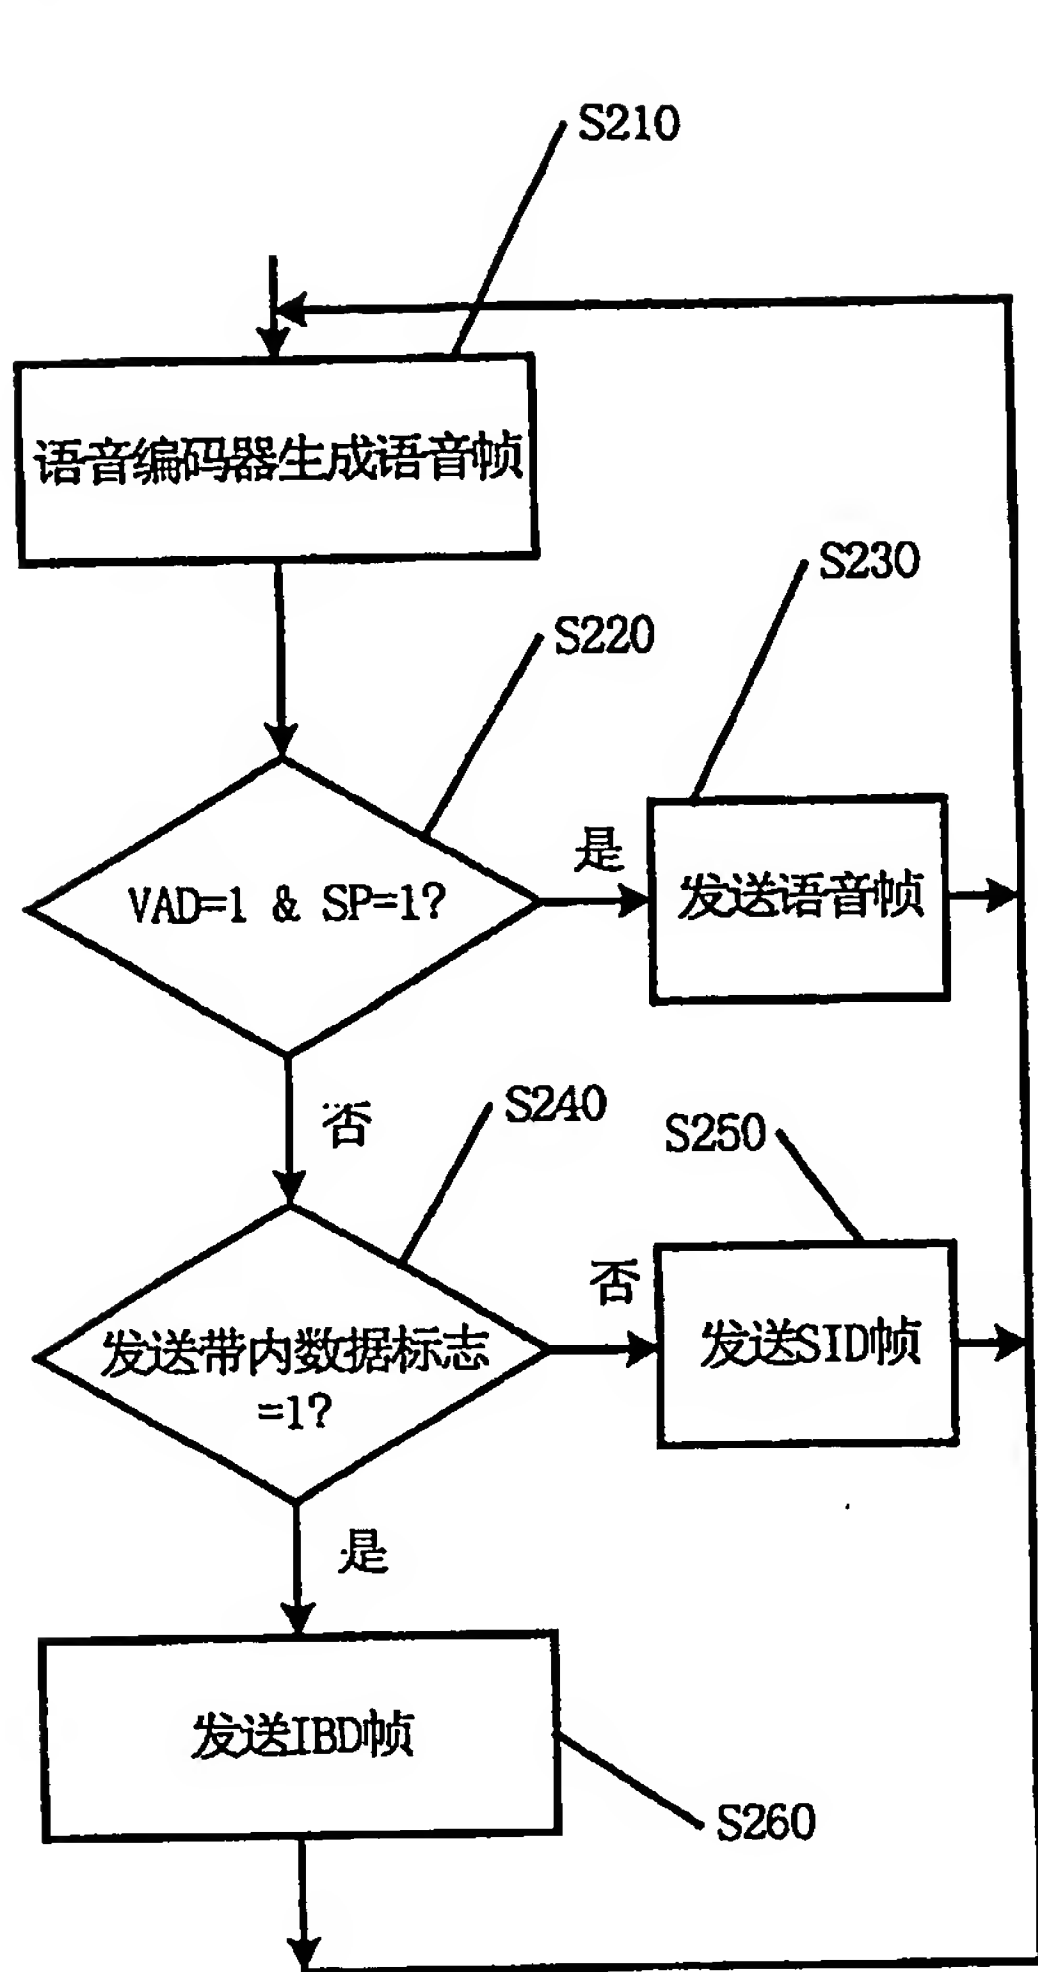 S210
语音编码器生成语音帧
S230
S220
是
VAD=1 & SP=1?
发送语音帧
否
S240
S250
否
发送带内数据标志
=1?
发送SID帧
是
发送IBD帧
S260